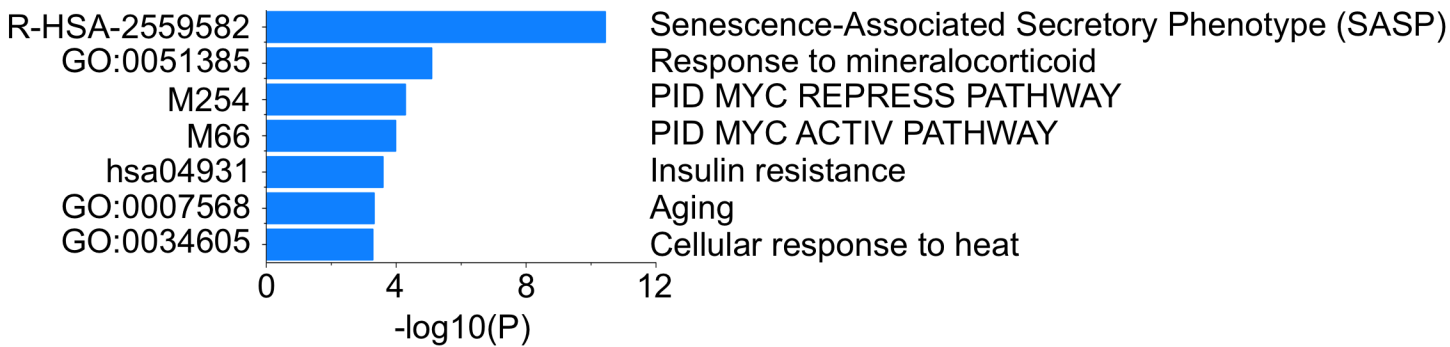 R-HSA-2559582 Senescence-Associated Secretory Phenotype (SASP)
GO:0051385 Response to mineralocorticoid
M254 PID MYC REPRESS PATHWAY
M66 PID MYC ACTIV PATHWAY
hsa04931 Insulin resistance
GO:0007568 Aging
GO:0034605 Cellular response to heat
0 4 8 12
-log10(P)